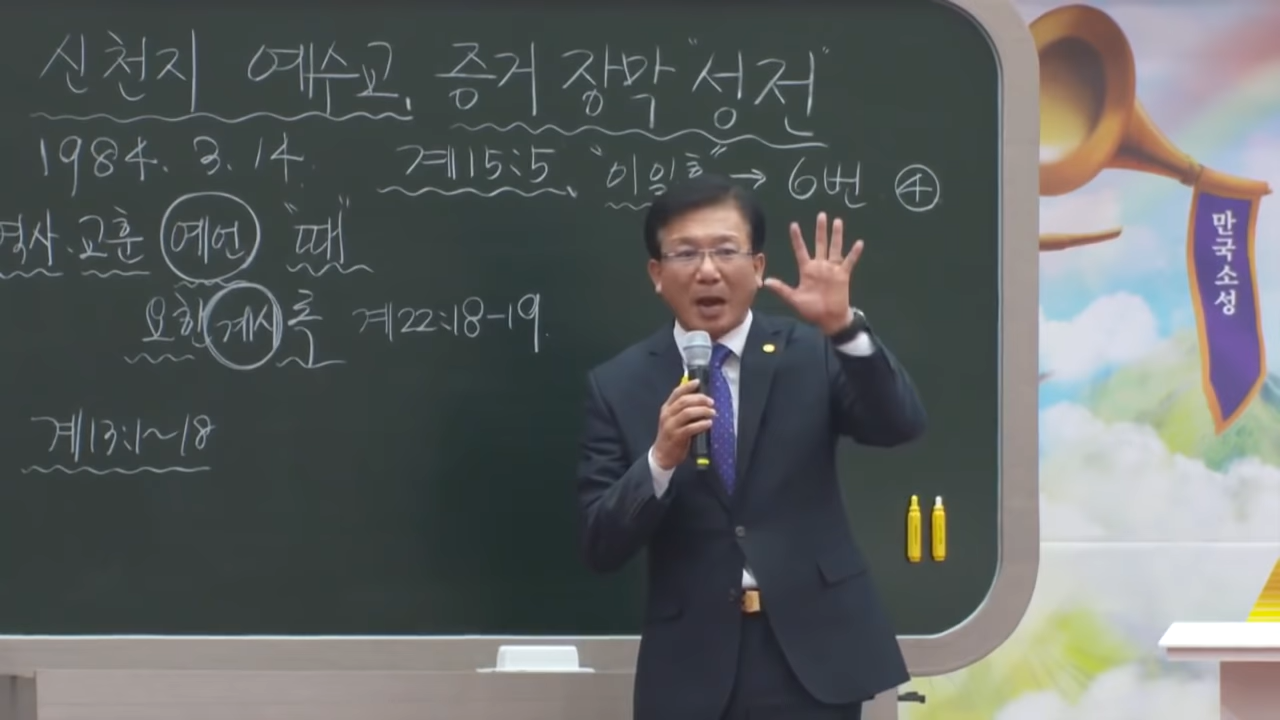 신천지 예수교, 증거장막 "성전"
1984. 3. 14. 계15:5, "이일후" → 6번 ④
역사. 교훈 예언 "때"
요한계시록 계22:18-19.
계13:1~18
만국소성